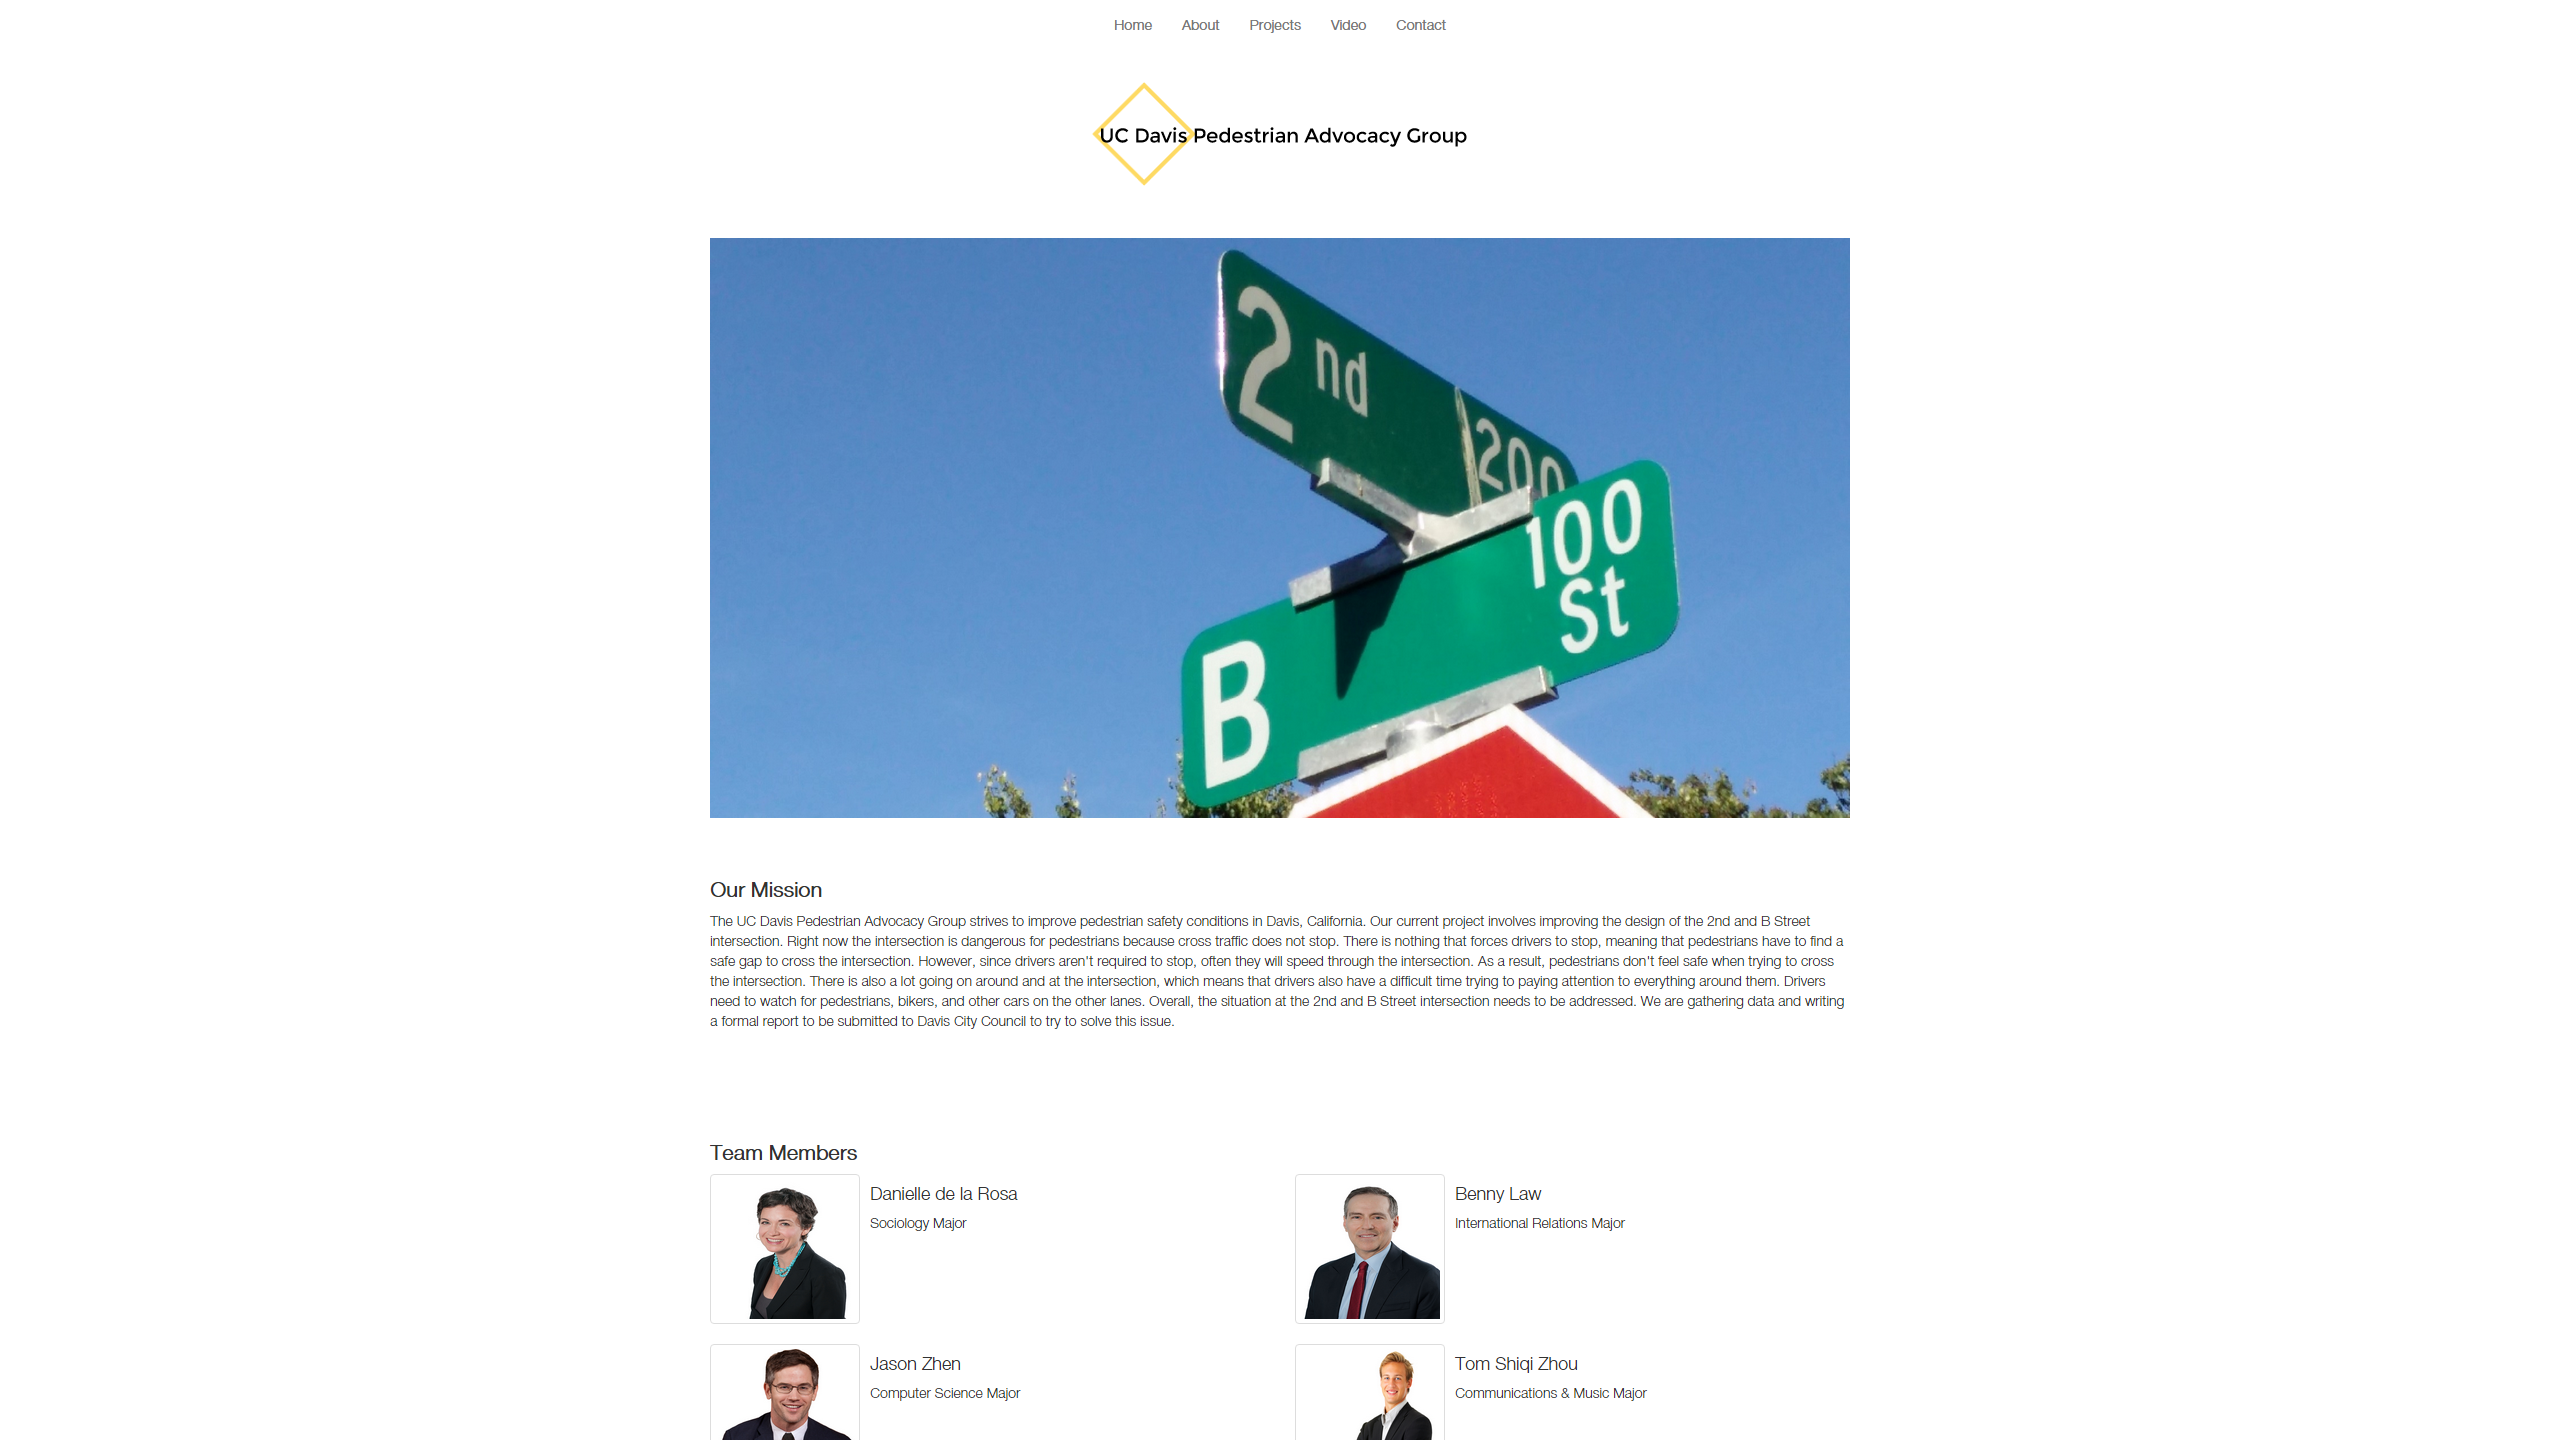 Home About Projects Video Contact
UC Davis Pedestrian Advocacy Group
2nd 200
100
B St
Our Mission
The UC Davis Pedestrian Advocacy Group strives to improve pedestrian safety conditions in Davis, California. Our current project involves improving the design of the 2nd and B Street
intersection. Right now the intersection is dangerous for pedestrians because cross traffic does not stop. There is nothing that forces drivers to stop, meaning that pedestrians have to find a
safe gap to cross the intersection. However, since drivers aren't required to stop, often they will speed through the intersection. As a result, pedestrians don't feel safe when trying to cross
the intersection. There is also a lot going on around and at the intersection, which means that drivers also have a difficult time trying to paying attention to everything around them. Drivers
need to watch for pedestrians, bikers, and other cars on the other lanes. Overall, the situation at the 2nd and B Street intersection needs to be addressed. We are gathering data and writing
a formal report to be submitted to Davis City Council to try to solve this issue.
Team Members
Danielle de la Rosa
Sociology Major
Benny Law
International Relations Major
Jason Zhen
Computer Science Major
Tom Shiqi Zhou
Communications & Music Major